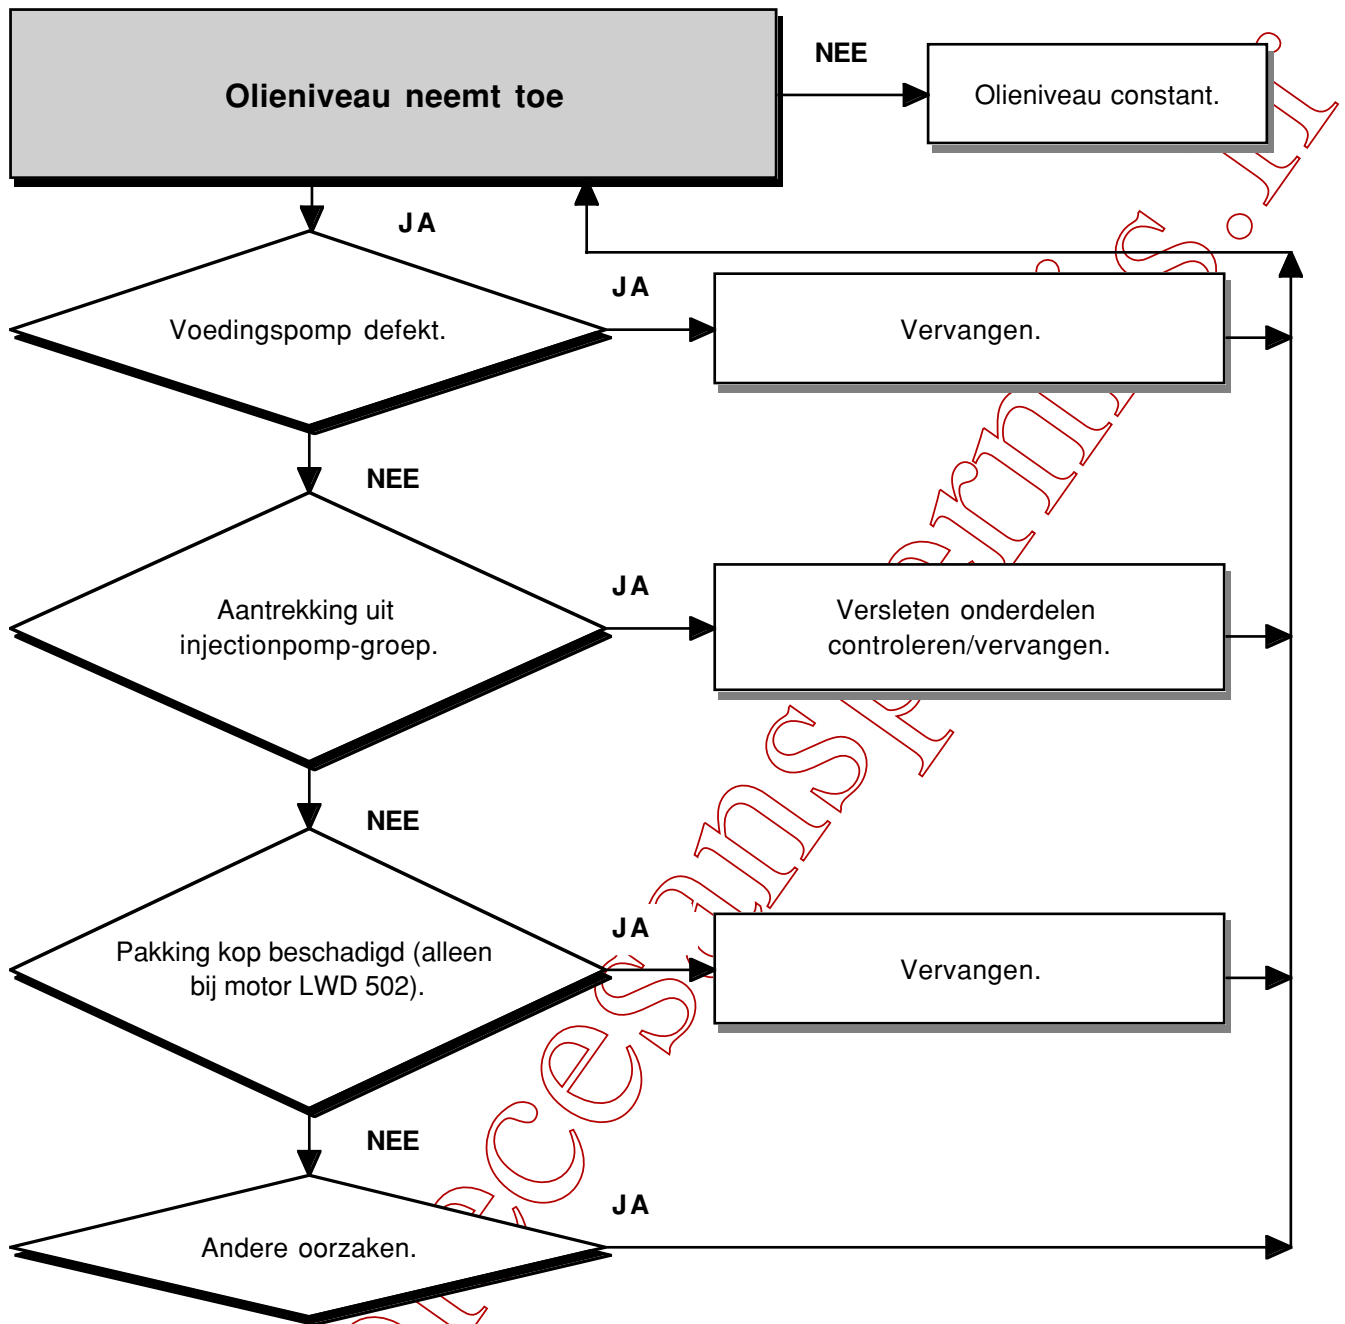 Olieniveau neemt toe
NEE
Olieniveau constant.
JA
Voedingspomp defekt.
JA
Vervangen.
NEE
Aantrekking uit
injectionpomp-groep.
JA
Versleten onderdelen
controleren/vervangen.
NEE
Pakking kop beschadigd (alleen
bij motor LWD 502).
JA
Vervangen.
NEE
Andere oorzaken.
JA